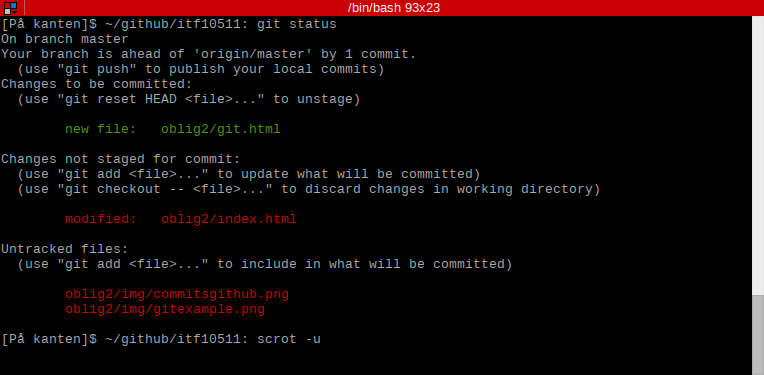 /bin/bash 93x23
[På kanten]$ ~/github/itf10511: git status
On branch master
Your branch is ahead of 'origin/master' by 1 commit.
  (use "git push" to publish your local commits)
Changes to be committed:
  (use "git reset HEAD <file>..." to unstage)
        new file:   oblig2/git.html
Changes not staged for commit:
  (use "git add <file>..." to update what will be committed)
  (use "git checkout -- <file>..." to discard changes in working directory)
        modified:   oblig2/index.html
Untracked files:
  (use "git add <file>..." to include in what will be committed)
        oblig2/img/commitsgithub.png
        oblig2/img/gitexample.png
[På kanten]$ ~/github/itf10511: scrot -u